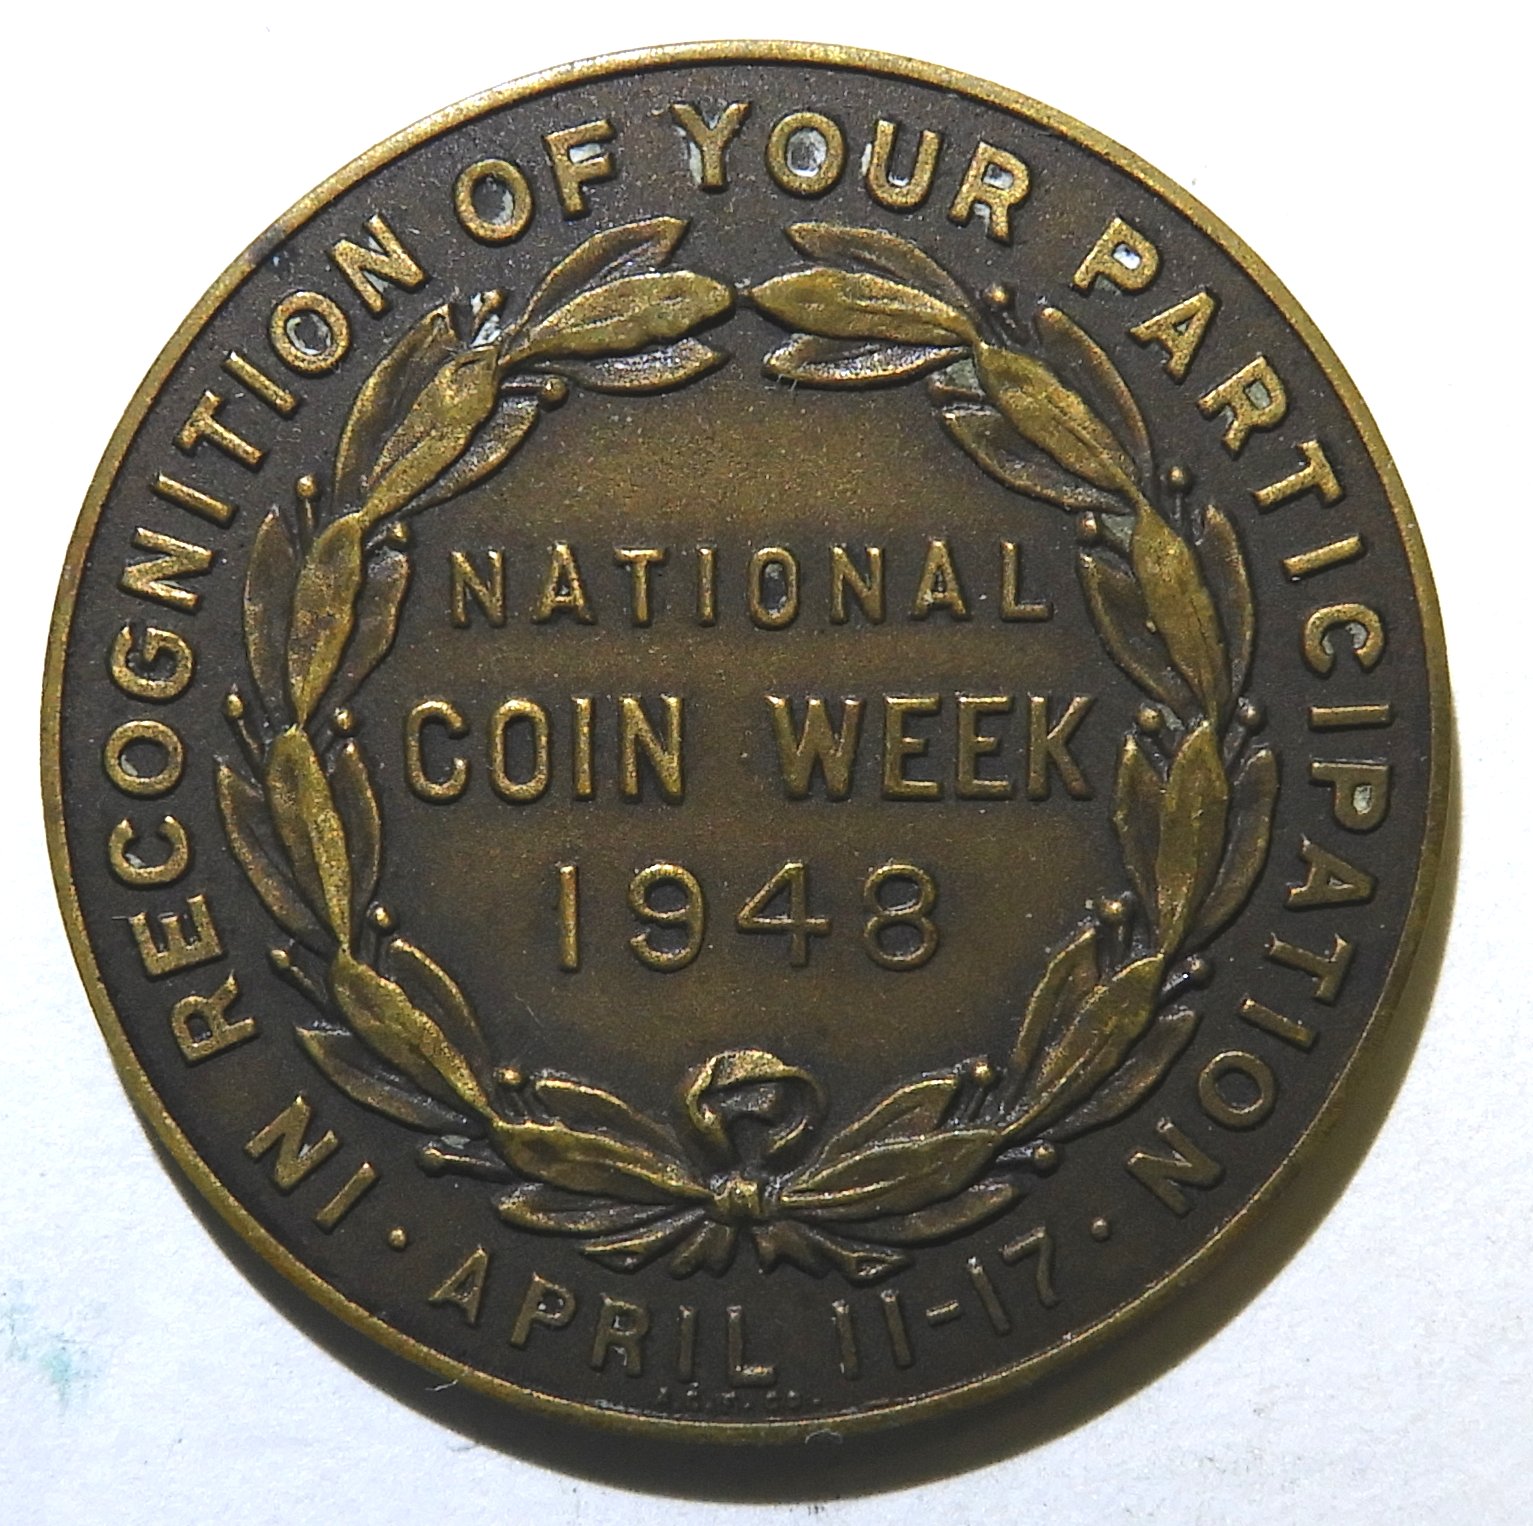 IN RECOGNITION OF YOUR PARTICIPATION
NATIONAL
COIN WEEK
1948
· APRIL 11-17 ·